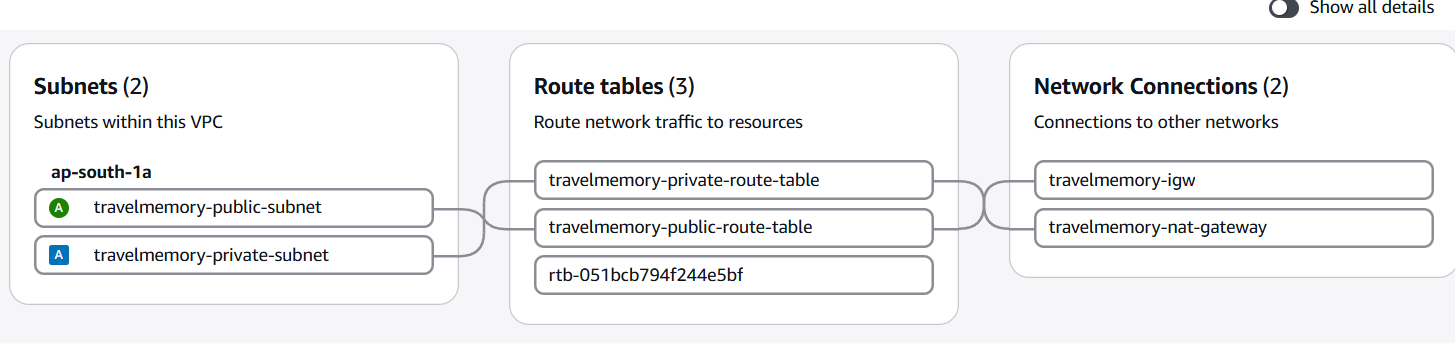 Show all details
Subnets (2)
Subnets within this VPC
ap-south-1a
A travelmemory-public-subnet
A travelmemory-private-subnet
Route tables (3)
Route network traffic to resources
travelmemory-private-route-table
travelmemory-public-route-table
rtb-051bcb794f244e5bf
Network Connections (2)
Connections to other networks
travelmemory-igw
travelmemory-nat-gateway